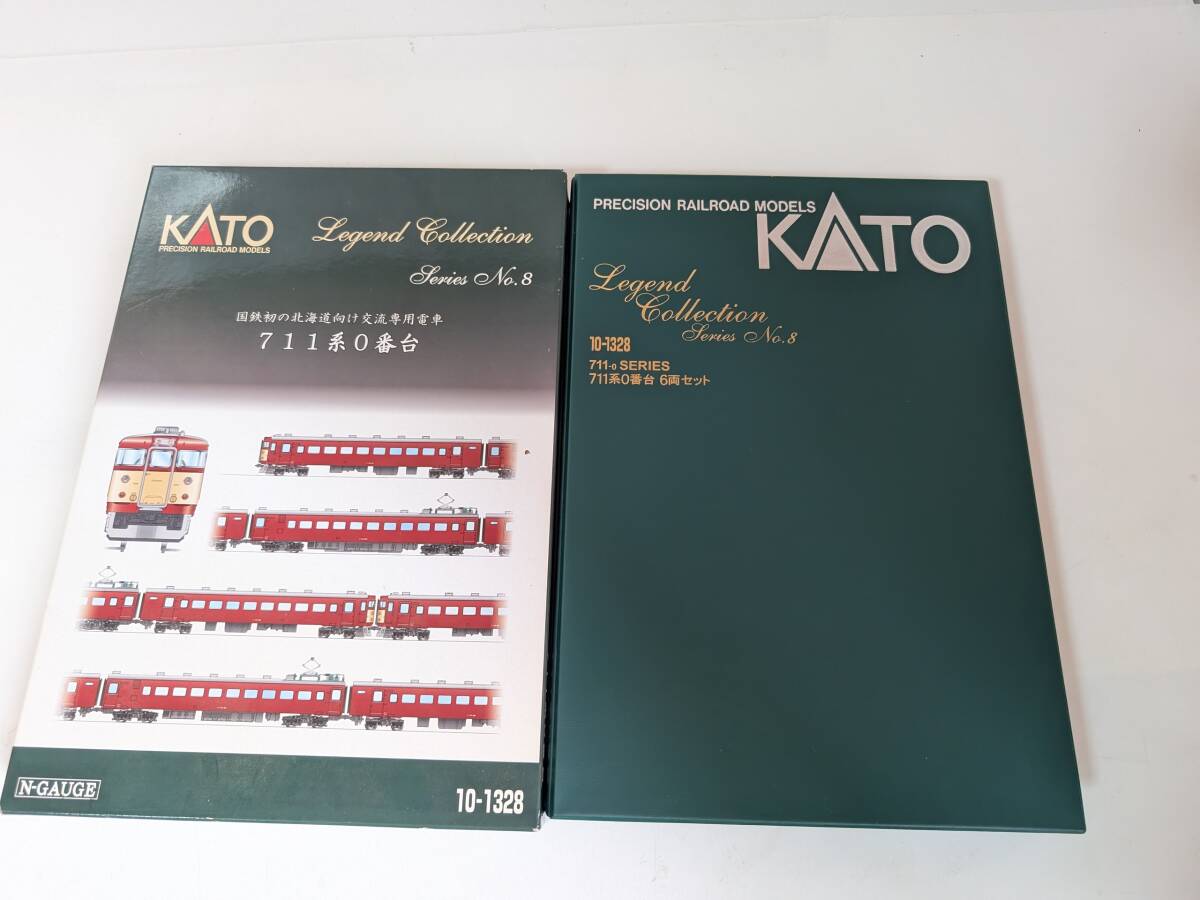 KATO
PRECISION RAILROAD MODELS
Legend Collection
Series No.8
国鉄初の北海道向け交流専用電車
711系0番台
N-GAUGE
10-1328
PRECISION RAILROAD MODELS
KATO
Legend
Collection
Series No.8
10-1328
711-0 SERIES
711系0番台 6両セット